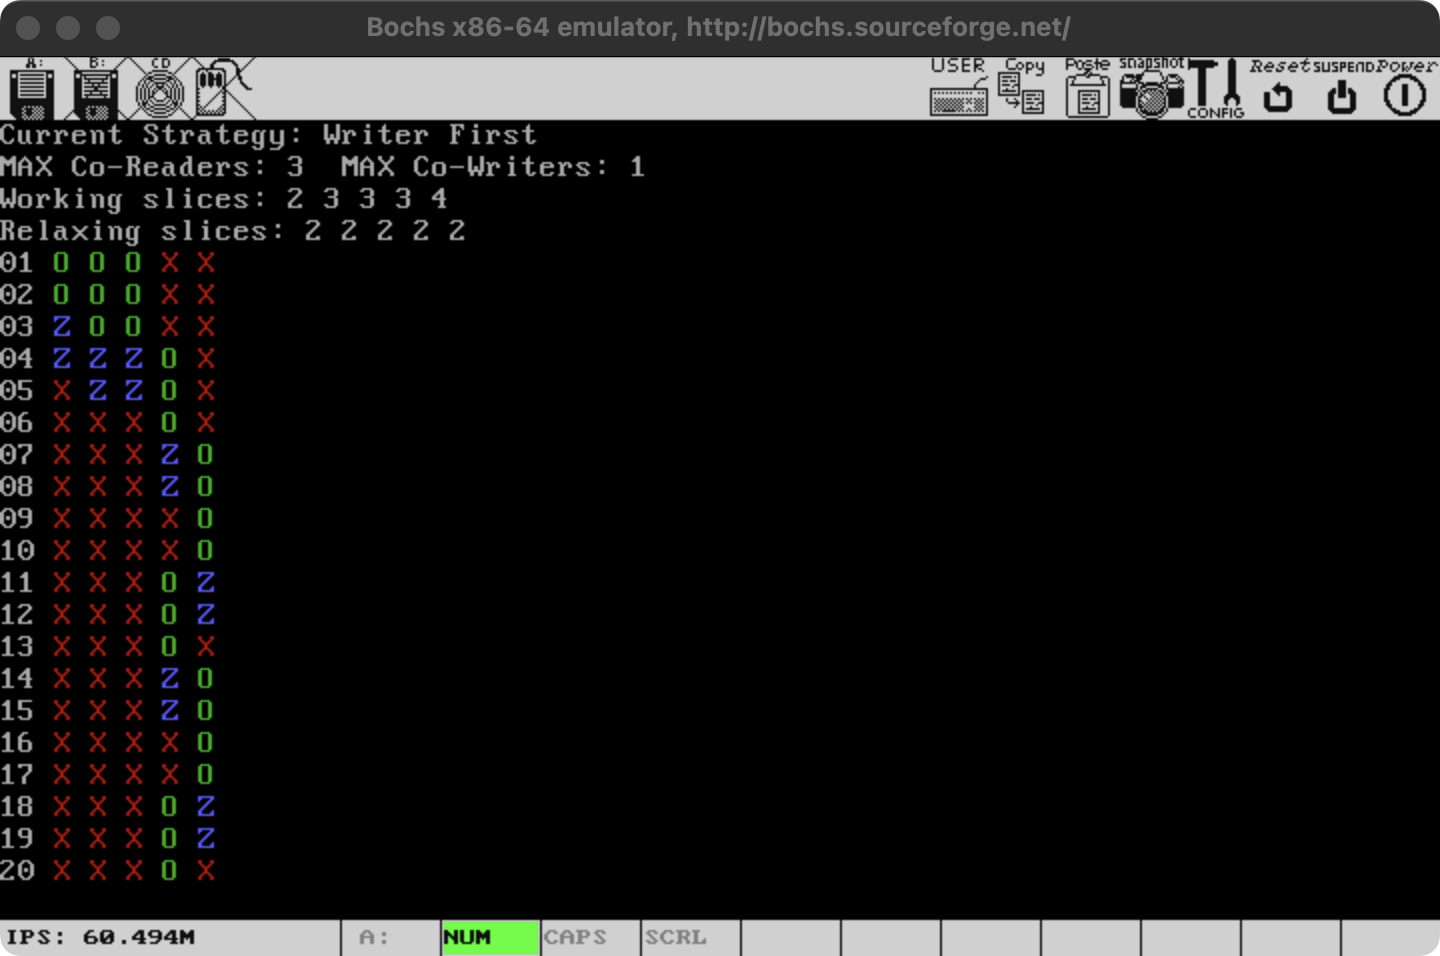 Bochs x86-64 emulator, http://bochs.sourceforge.net/
A: B: CD USER Copy Paste snapshot CONFIG Reset SUSPEND Power
Current Strategy: Writer First
MAX Co-Readers: 3  MAX Co-Writers: 1
Working slices: 2 3 3 3 4
Relaxing slices: 2 2 2 2 2
01 O O O X X
02 O O O X X
03 Z O O X X
04 Z Z Z O X
05 X Z Z O X
06 X X X O X
07 X X X Z O
08 X X X Z O
09 X X X X O
10 X X X X O
11 X X X O Z
12 X X X O Z
13 X X X O X
14 X X X Z O
15 X X X Z O
16 X X X X O
17 X X X X O
18 X X X O Z
19 X X X O Z
20 X X X O X
IPS: 60.494M A: NUM CAPS SCRL